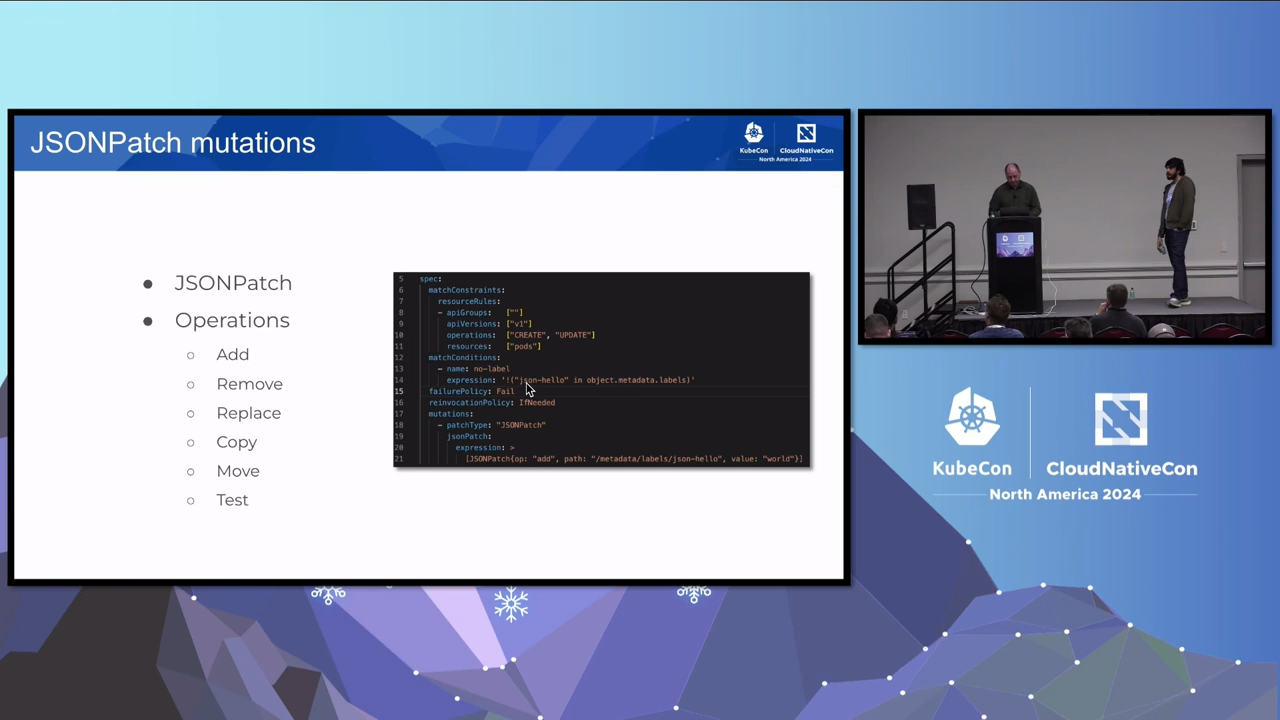 JSONPatch mutations
KubeCon
CloudNativeCon
North America 2024
● JSONPatch
● Operations
○ Add
○ Remove
○ Replace
○ Copy
○ Move
○ Test
5 spec:
6 matchConstraints:
7 resourceRules:
8 - apiGroups: [""]
9 apiVersions: ["v1"]
10 operations: ["CREATE", "UPDATE"]
11 resources: ["pods"]
12 matchConditions:
13 - name: no-label
14 expression: '!("json-hello" in object.metadata.labels)'
15 failurePolicy: Fail
16 reinvocationPolicy: IfNeeded
17 mutations:
18 - patchType: "JSONPatch"
19 jsonPatch:
20 expression: >
21 [JSONPatch{op: "add", path: "/metadata/labels/json-hello", value: "world"}]
KubeCon
CloudNativeCon
North America 2024